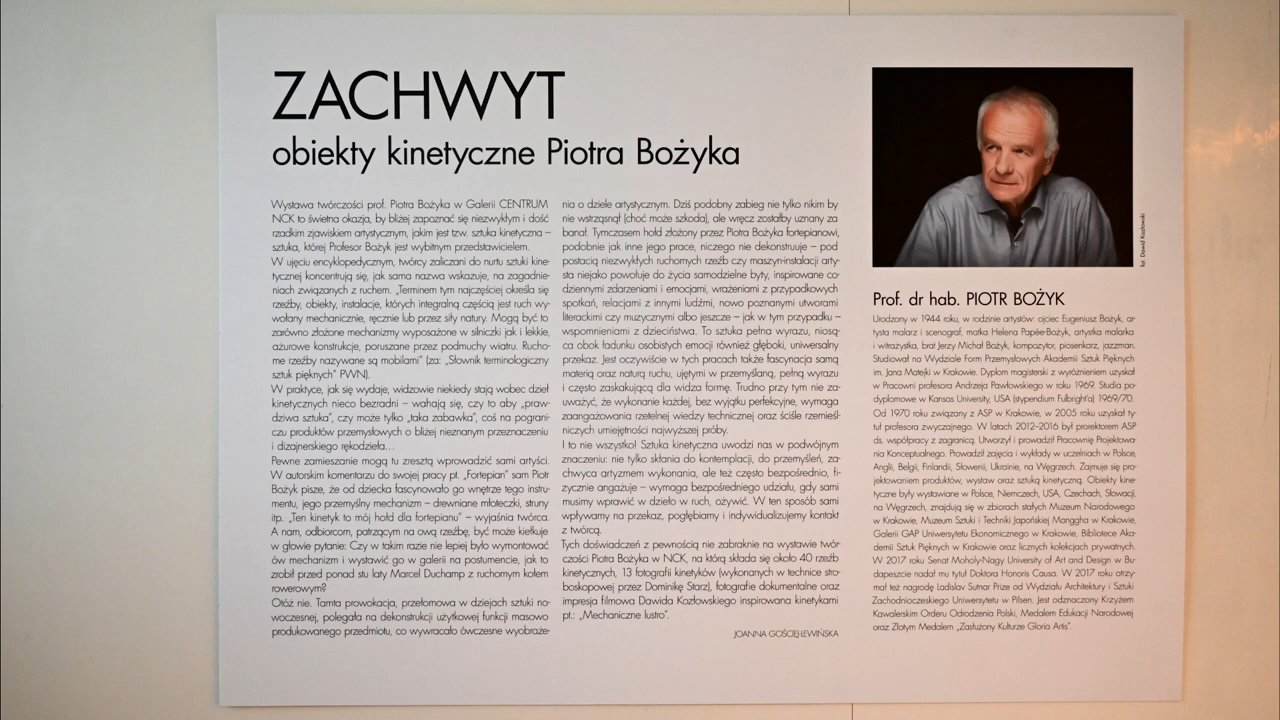 ZACHWYT
obiekty kinetyczne Piotra Bożyka
Wystawa twórczości prof. Piotra Bożyka w Galerii CENTRUM
NCK to świetna okazja, by bliżej zapoznać się niezwykłym i dość
rzadkim zjawiskiem artystycznym, jakim jest tzw. sztuka kinetyczna –
sztuka, której Profesor Bożyk jest wybitnym przedstawicielem.
W ujęciu encyklopedycznym, twórcy zaliczani do nurtu sztuki kine-
tycznej koncentrują się, jak sama nazwa wskazuje, na zagadnie-
niach związanych z ruchem. „Terminem tym najczęściej określa się
rzeźby, obiekty, instalacje, których integralną częścią jest ruch wy-
wołany mechanicznie, ręcznie lub przez siły natury. Mogą być to
zarówno złożone mechanizmy wyposażone w silniczki jak i lekkie,
ażurowe konstrukcje, poruszane przez podmuchy wiatru. Rucho-
me rzeźby nazywane są mobilami” (za: „Słownik terminologiczny
sztuk pięknych” PWN).
W praktyce, jak się wydaje, widzowie niekiedy stają wobec dzieł
kinetycznych nieco bezradni – wahają się, czy to aby „praw-
dziwa sztuka”, czy może tylko „taka zabawka”, coś na pograni-
czu produktów przemysłowych o bliżej nieznanym przeznaczeniu
i dizajnerskiego rękodzieła…
Pewne zamieszanie mogą tu zresztą wprowadzić sami artyści.
W autorskim komentarzu do swojej pracy pt. „Fortepian” sam Piotr
Bożyk pisze, że od dziecka fascynowało go wnętrze tego instru-
mentu, jego przemyślny mechanizm – drewniane młoteczki, struny
itp. „Ten kinetyk to mój hołd dla fortepianu” – wyjaśnia twórca.
A nam, odbiorcom, patrzącym na ową rzeźbę, być może kiełkuje
w głowie pytanie: Czy w takim razie nie lepiej było wymontować
ów mechanizm i wystawić go w galerii na postumencie, jak to
zrobił przed ponad stu laty Marcel Duchamp z ruchomym kołem
rowerowym?
Otóż nie. Tamta prowokacja, przełomowa w dziejach sztuki no-
woczesnej, polegała na dekonstrukcji użytkowej funkcji masowo
produkowanego przedmiotu, co wywracało ówczesne wyobraże-
nia o dziele artystycznym. Dziś podobny zabieg nie tylko nikim by
nie wstrząsnął (choć może szkoda), ale wręcz zostałby uznany za
banał. Tymczasem hołd złożony przez Piotra Bożyka fortepianowi,
podobnie jak inne jego prace, niczego nie dekonstruuje – pod
postacią niezwykłych ruchomych rzeźb czy maszyn-instalacji arty-
sta niejako powołuje do życia samodzielne byty, inspirowane co-
dziennymi zdarzeniami i emocjami, wrażeniami z przypadkowych
spotkań, relacjami z innymi ludźmi, nowo poznanymi utworami
literackimi czy muzycznymi albo jeszcze – jak w tym przypadku –
wspomnieniami z dzieciństwa. To sztuka pełna wyrazu, niosą-
ca obok ładunku osobistych emocji również głęboki, uniwersalny
przekaz. Jest oczywiście w tych pracach także fascynacja samą
materią oraz naturą ruchu, ujętymi w przemyślaną, pełną wyrazu
i często zaskakującą dla widza formę. Trudno przy tym nie za-
uważyć, że wykonanie każdej, bez wyjątku perfekcyjne, wymaga
zaangażowania rzetelnej wiedzy technicznej oraz ściśle rzemieśl-
niczych umiejętności najwyższej próby.
I to nie wszystko! Sztuka kinetyczna uwodzi nas w podwójnym
znaczeniu: nie tylko skłania do kontemplacji, do przemyśleń, za-
chwyca artyzmem wykonania, ale też często bezpośrednio, fi-
zycznie angażuje – wymaga bezpośredniego udziału, gdy sami
musimy wprawić w dzieło w ruch, ożywić. W ten sposób sami
wpływamy na przekaz, pogłębiamy i indywidualizujemy kontakt
z twórcą.
Tych doświadczeń z pewnością nie zabraknie na wystawie twór-
czości Piotra Bożyka w NCK, na którą składa się około 40 rzeźb
kinetycznych, 13 fotografii kinetyków (wykonanych w technice stro-
boskopowej przez Dominikę Starz), fotografie dokumentalne oraz
impresja filmowa Dawida Kozłowskiego inspirowana kinetykami
pt.: „Mechaniczne lustro”.
JOANNA GOŚCIEJ-LEWIŃSKA
fot. Dawid Kozłowski
Prof. dr hab. PIOTR BOŻYK
Urodzony w 1944 roku, w rodzinie artystów: ojciec Eugeniusz Bożyk, ar-
tysta malarz i scenograf, matka Helena Papée-Bożyk, artystka malarka
i witrażystka, brat Jerzy Michał Bożyk, kompozytor, piosenkarz, jazzman.
Studiował na Wydziale Form Przemysłowych Akademii Sztuk Pięknych
im. Jana Matejki w Krakowie. Dyplom magisterski z wyróżnieniem uzyskał
w Pracowni profesora Andrzeja Pawłowskiego w roku 1969. Studia po-
dyplomowe w Kansas University, USA (stypendium Fulbright'a) 1969/70.
Od 1970 roku związany z ASP w Krakowie, w 2005 roku uzyskał ty-
tuł profesora zwyczajnego. W latach 2012–2016 był prorektorem ASP
ds. współpracy z zagranicą. Utworzył i prowadził Pracownię Projektowa-
nia Konceptualnego. Prowadził zajęcia i wykłady w uczelniach w Polsce,
Anglii, Belgii, Finlandii, Słowenii, Ukrainie, na Węgrzech. Zajmuje się pro-
jektowaniem produktów, wystaw oraz sztuką kinetyczną. Obiekty kine-
tyczne były wystawiane w Polsce, Niemczech, USA, Czechach, Słowacji,
na Węgrzech, znajdują się w zbiorach stałych Muzeum Narodowego
w Krakowie, Muzeum Sztuki i Techniki Japońskiej Manggha w Krakowie,
Galerii GAP Uniwersytetu Ekonomicznego w Krakowie, Bibliotece Aka-
demii Sztuk Pięknych w Krakowie oraz licznych kolekcjach prywatnych.
W 2017 roku Senat Moholy-Nagy University of Art and Design w Bu-
dapeszcie nadał mu tytuł Doktora Honoris Causa. W 2017 roku otrzy-
mał też nagrodę Ladislav Sutnar Prize od Wydziału Architektury i Sztuki
Zachodnioczeskiego Uniwersytetu w Pilsen. Jest odznaczony Krzyżem
Kawalerskim Orderu Odrodzenia Polski, Medalem Edukacji Narodowej
oraz Złotym Medalem „Zasłużony Kulturze Gloria Artis”.